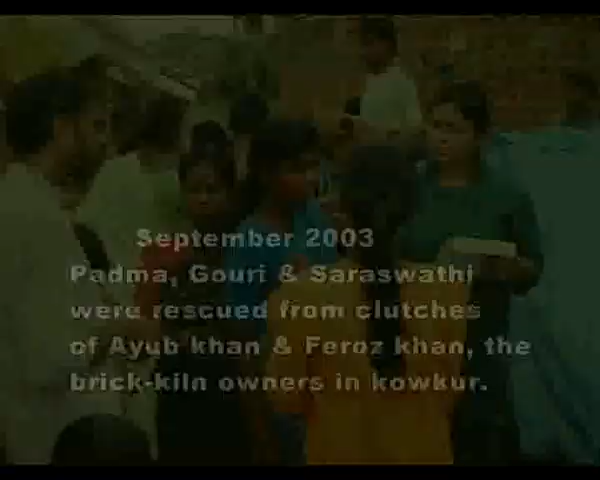 September 2003
Padma, Gouri & Saraswathi
were rescued from clutches
of Ayub khan & Feroz khan, the
brick-kiln owners in kowkur.